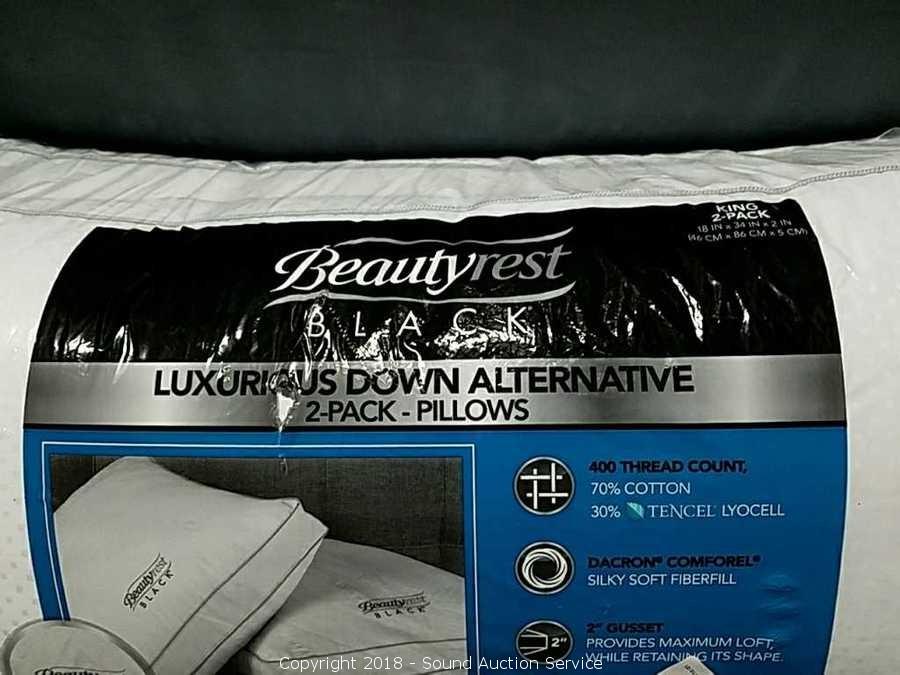 KING
2-PACK
18 IN x 34 IN x 2 IN
(46 CM x 86 CM x 5 CM)
Beautyrest
BLACK
LUXURIOUS DOWN ALTERNATIVE
2-PACK - PILLOWS
400 THREAD COUNT,
70% COTTON
30% TENCEL LYOCELL
DACRON® COMFOREL®
SILKY SOFT FIBERFILL
2"
2" GUSSET
PROVIDES MAXIMUM LOFT,
WHILE RETAINING ITS SHAPE.
Beautyrest
BLACK
Beautyrest
BLACK
Beautyrest
Copyright 2018 - Sound Auction Service